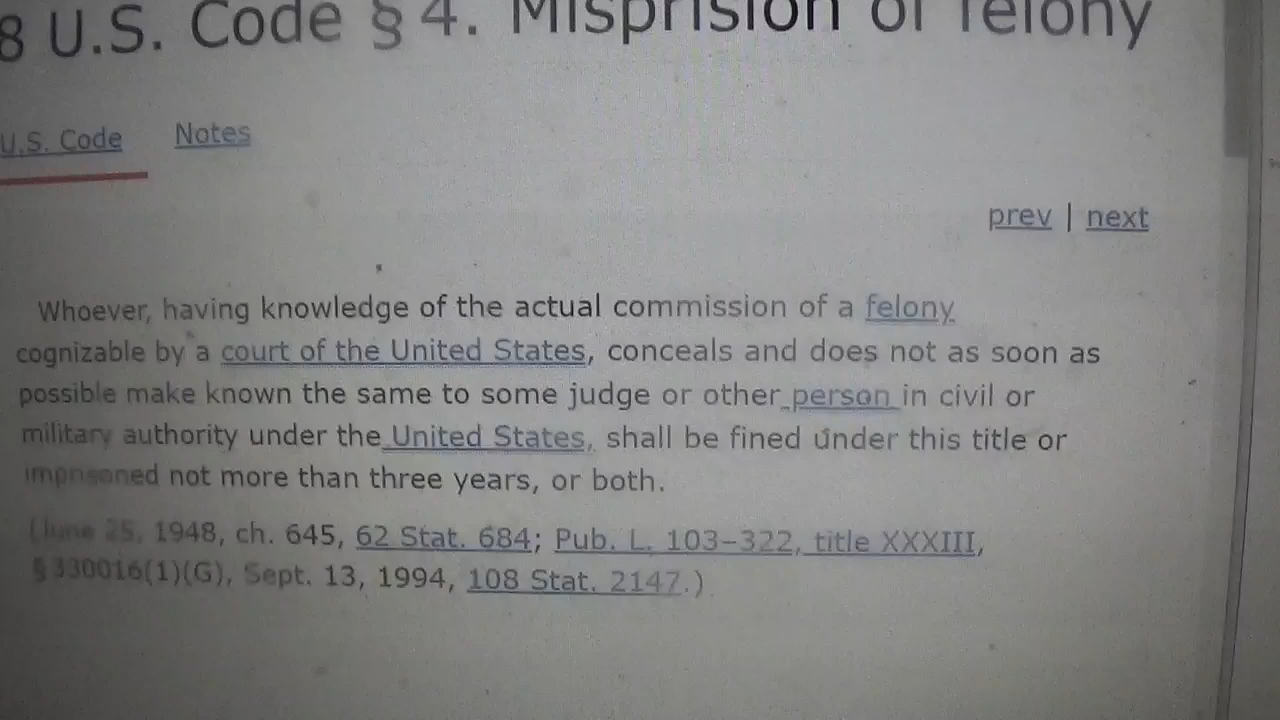 8 U.S. Code § 4. Misprision of felony
U.S. Code Notes
prev | next
Whoever, having knowledge of the actual commission of a felony
cognizable by a court of the United States, conceals and does not as soon as
possible make known the same to some judge or other person in civil or
military authority under the United States, shall be fined under this title or
imprisoned not more than three years, or both.
(June 25, 1948, ch. 645, 62 Stat. 684; Pub. L. 103–322, title XXXIII,
§ 330016(1)(G), Sept. 13, 1994, 108 Stat. 2147.)